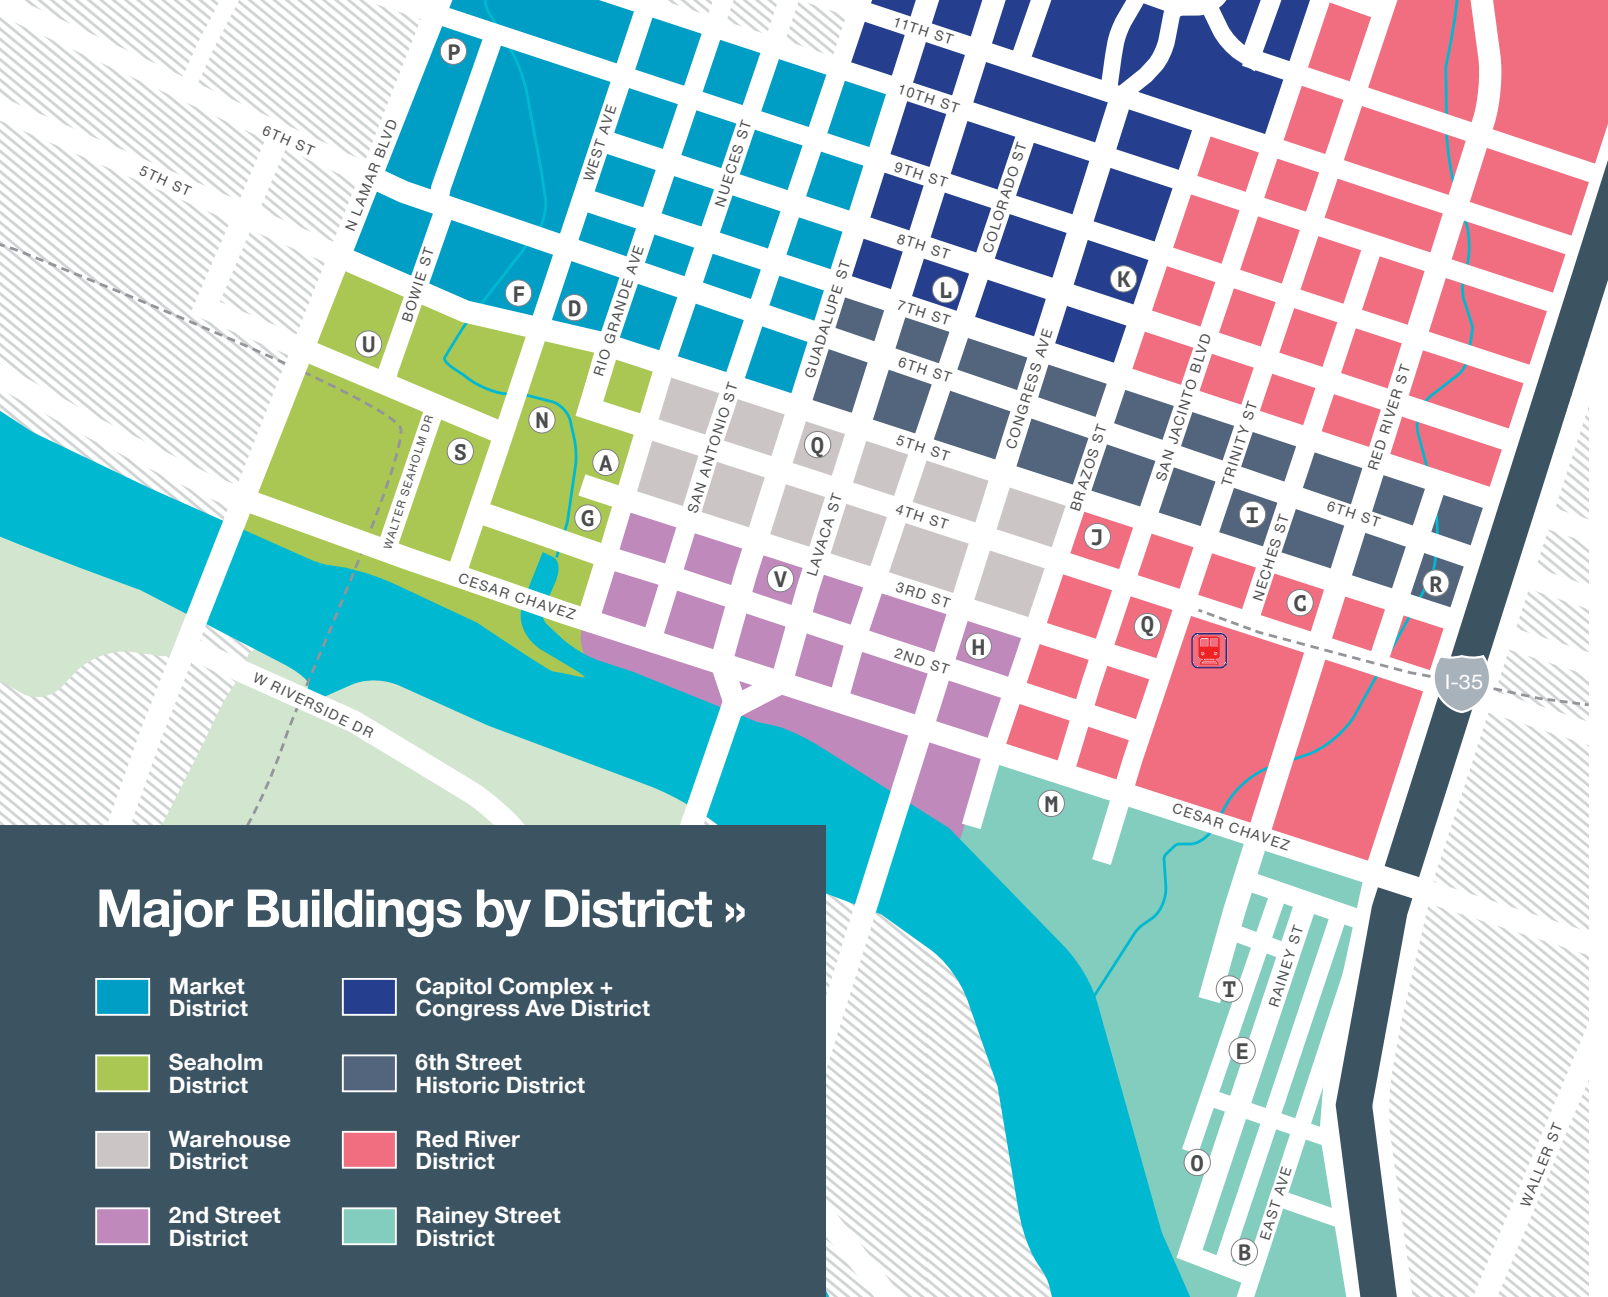 11TH ST
10TH ST
9TH ST
8TH ST
7TH ST
6TH ST
5TH ST
4TH ST
3RD ST
2ND ST
6TH ST
5TH ST
6TH ST
N LAMAR BLVD
BOWIE ST
WEST AVE
NUECES ST
RIO GRANDE AVE
GUADALUPE ST
COLORADO ST
CONGRESS AVE
SAN ANTONIO ST
LAVACA ST
BRAZOS ST
SAN JACINTO BLVD
TRINITY ST
NECHES ST
RED RIVER ST
WALTER SEAHOLM DR
CESAR CHAVEZ
CESAR CHAVEZ
W RIVERSIDE DR
RAINEY ST
EAST AVE
WALLER ST
I-35
P
F
D
U
N
S
A
G
L
K
Q
V
H
J
I
C
R
Q
M
T
E
O
B
Major Buildings by District »
Market
District
Capitol Complex +
Congress Ave District
Seaholm
District
6th Street
Historic District
Warehouse
District
Red River
District
2nd Street
District
Rainey Street
District